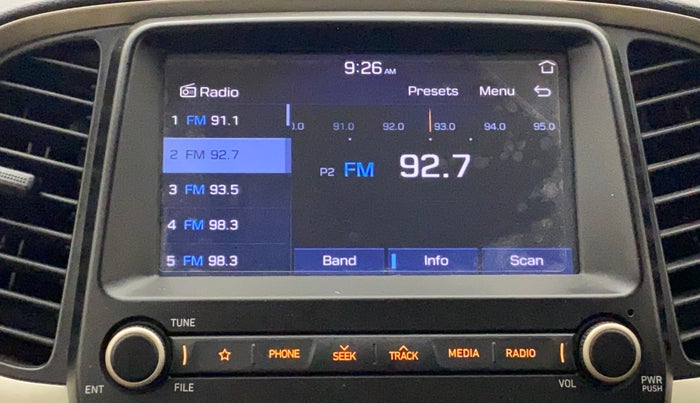 9:26 AM
Radio
Presets Menu
1 FM 91.1
2 FM 92.7
3 FM 93.5
4 FM 98.3
5 FM 98.3
91.0 92.0 93.0 94.0 95.0
P2 FM 92.7
Band Info Scan
TUNE
PHONE SEEK TRACK MEDIA RADIO
ENT FILE VOL PWR
PUSH